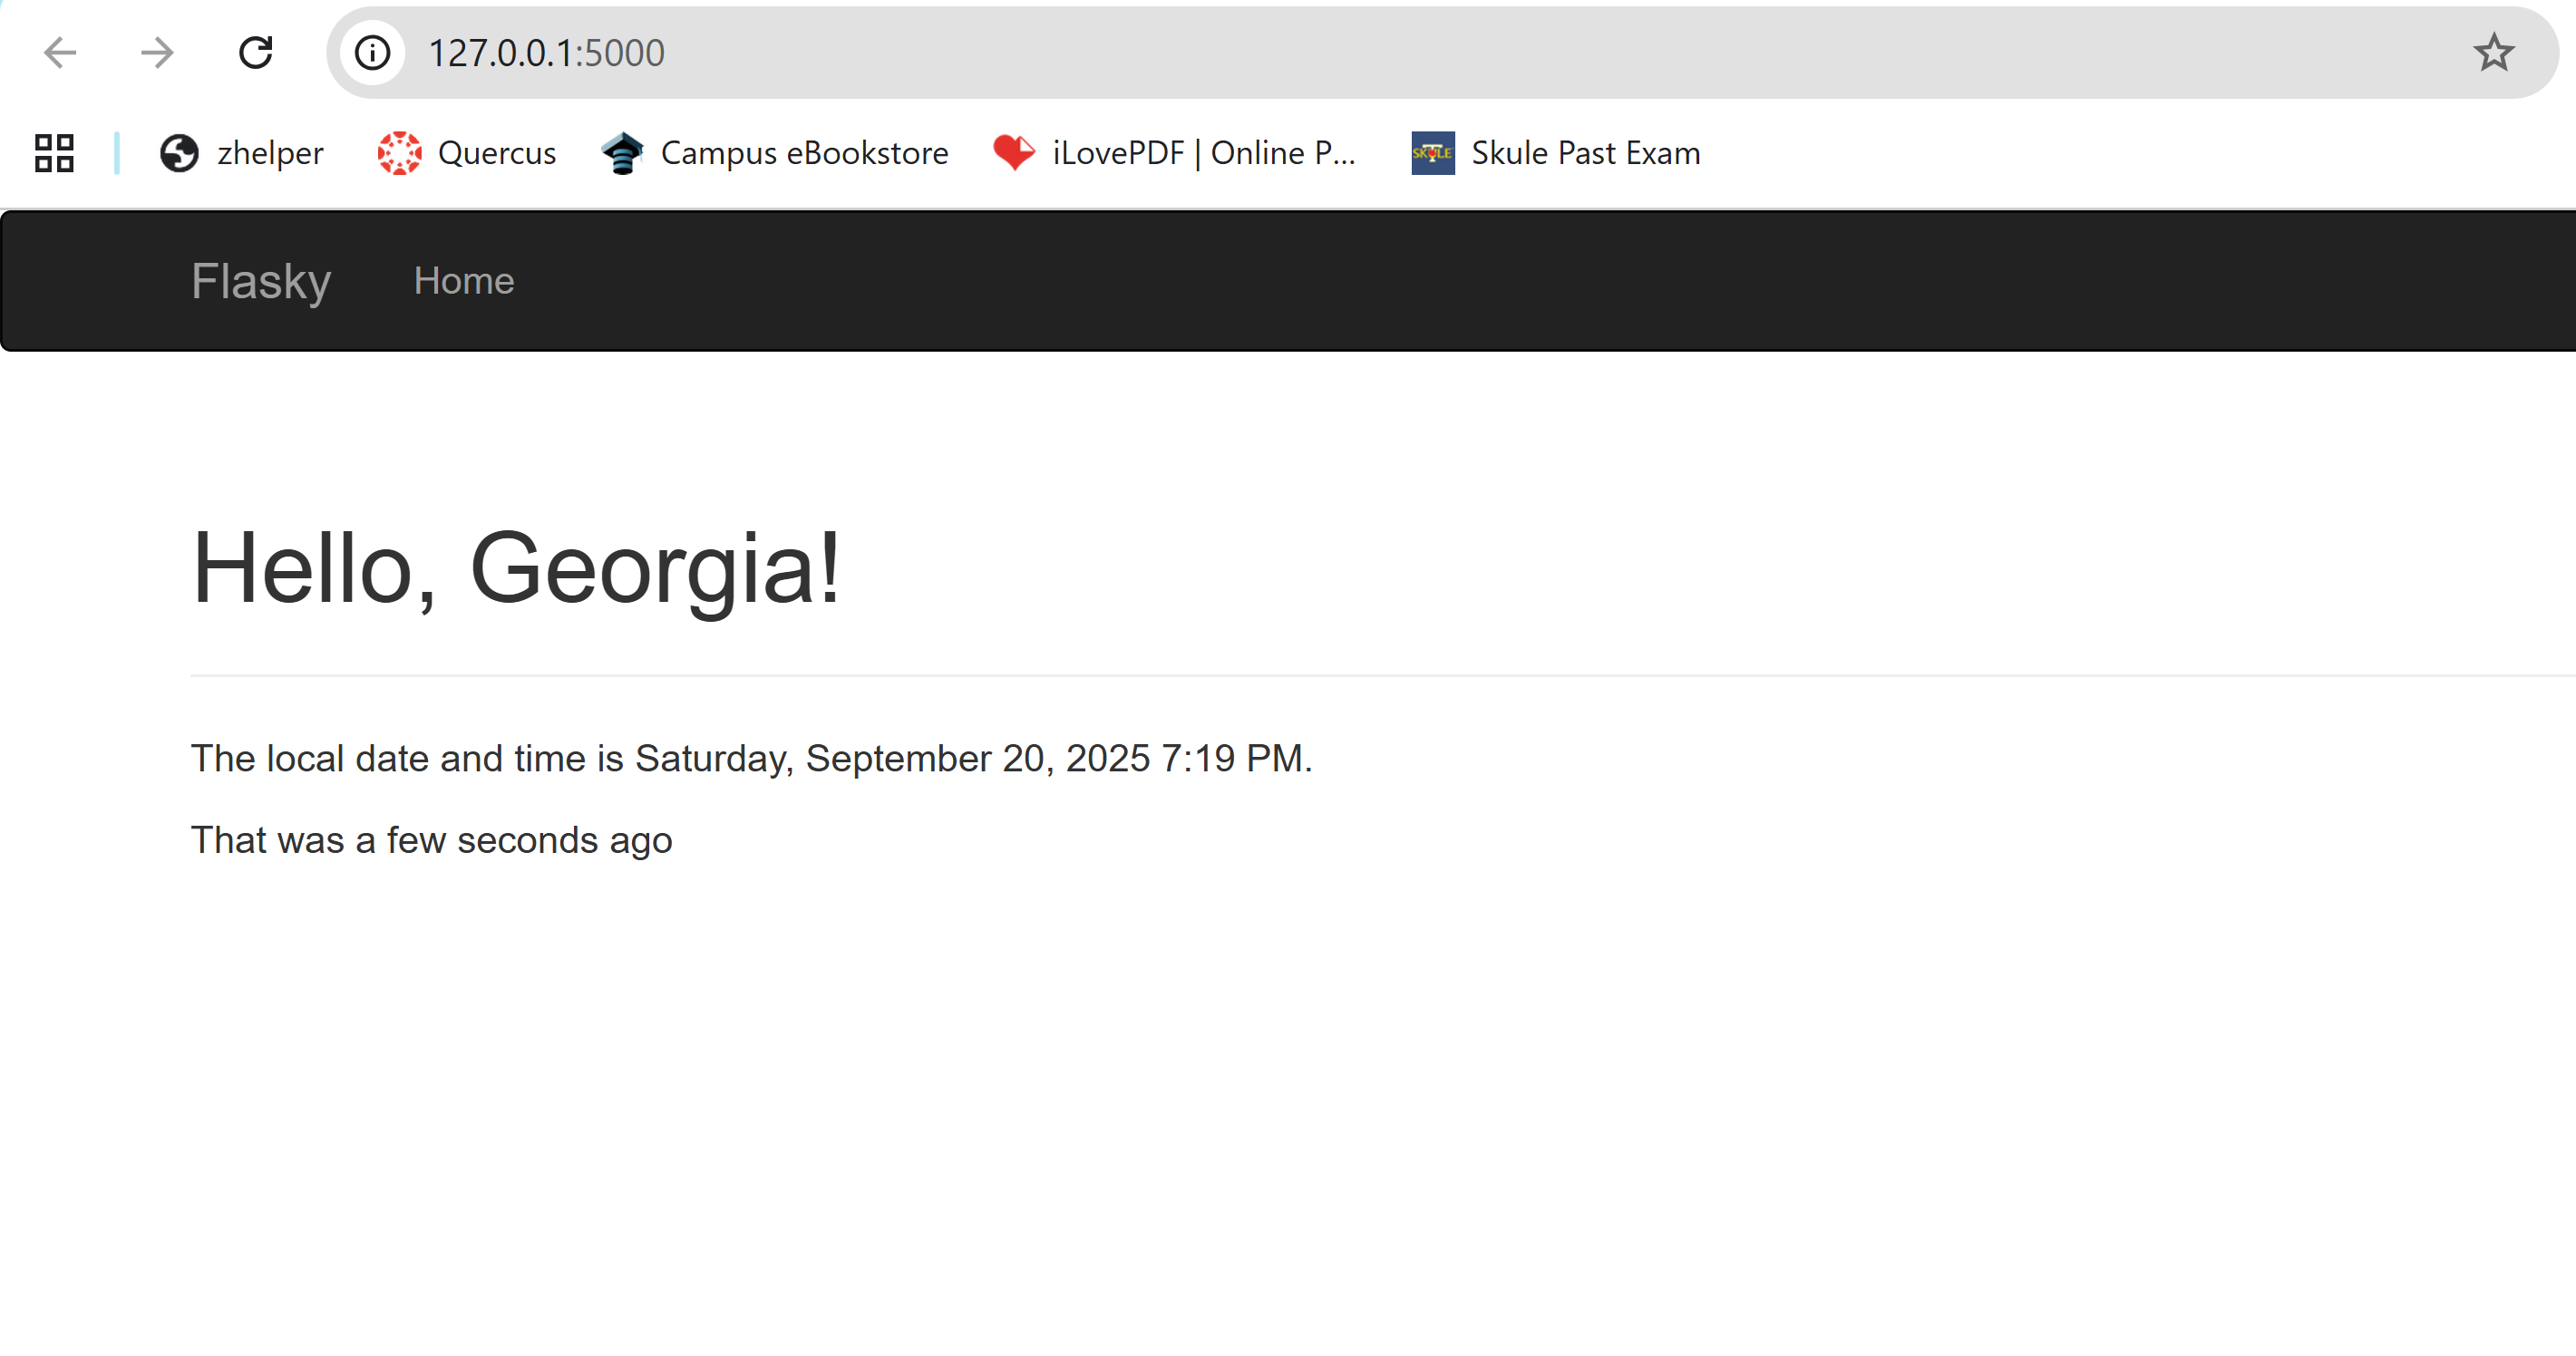 127.0.0.1:5000
zhelper Quercus Campus eBookstore iLovePDF | Online P... SKULE Skule Past Exam
Flasky Home
Hello, Georgia!
The local date and time is Saturday, September 20, 2025 7:19 PM.
That was a few seconds ago